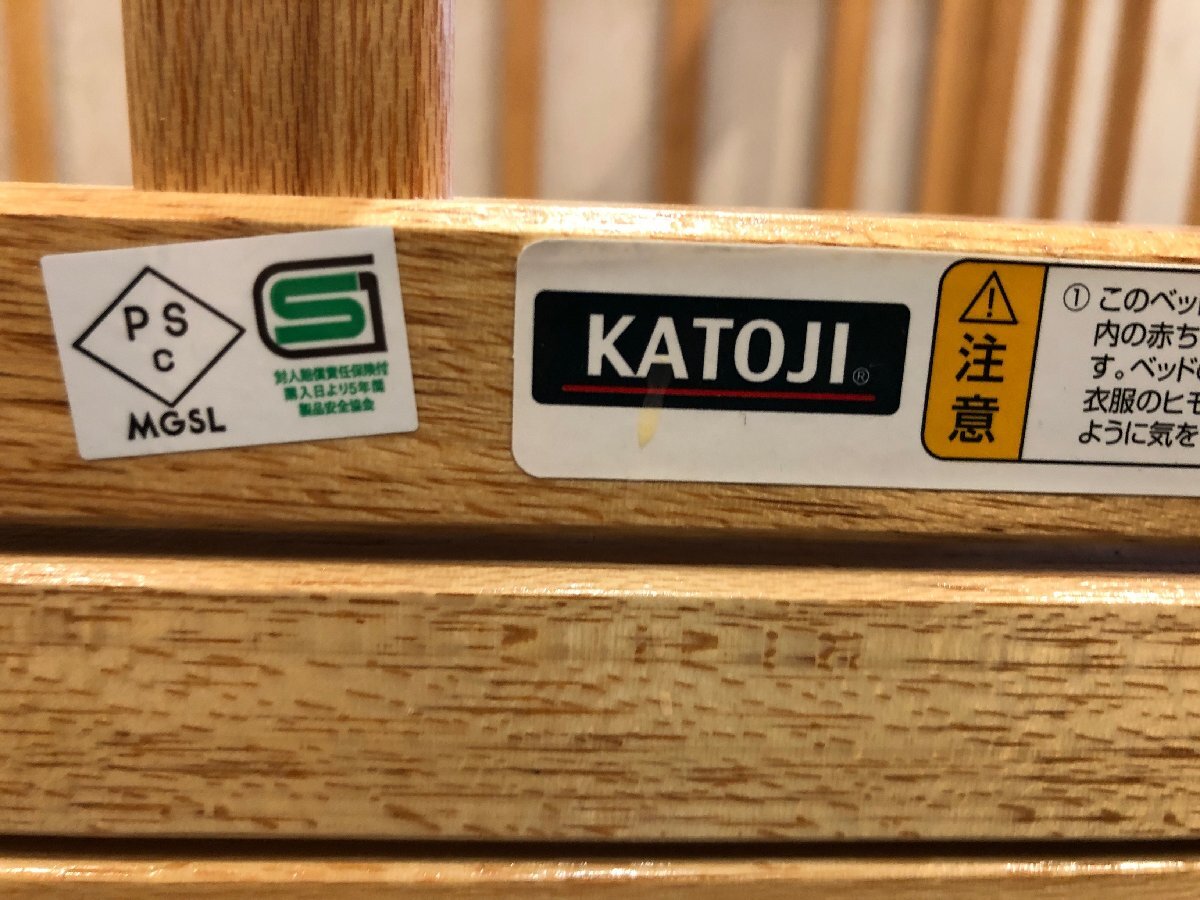 PS
C
MGSL
SG
対人賠償責任保険付
購入日より5年間
製品安全協会
KATOJI®
注意
① このベッ
内の赤ち
す。ベッド
衣服のヒモ
ように気を